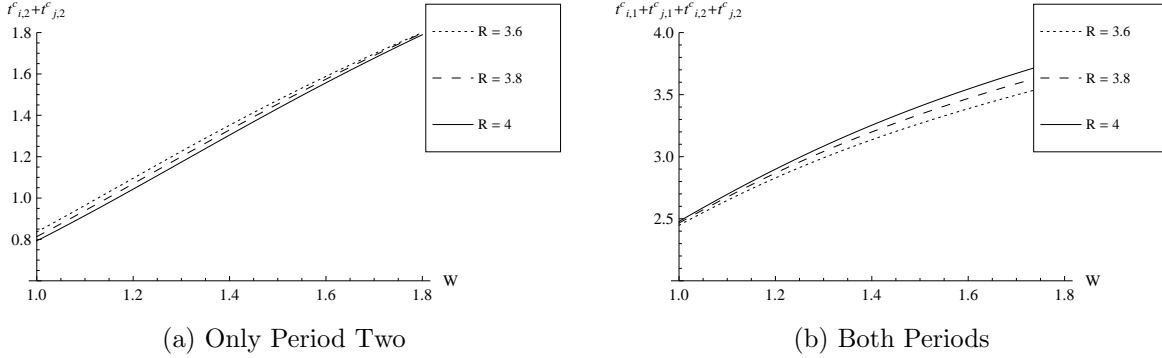 t^c_{i,2}+t^c_{j,2}
1.8
1.6
1.4
1.2
1.0
0.8
1.0 1.2 1.4 1.6 1.8
W
R = 3.6
R = 3.8
R = 4
(a) Only Period Two
t^c_{i,1}+t^c_{j,1}+t^c_{i,2}+t^c_{j,2}
4.0
3.5
3.0
2.5
1.0 1.2 1.4 1.6 1.8
W
R = 3.6
R = 3.8
R = 4
(b) Both Periods